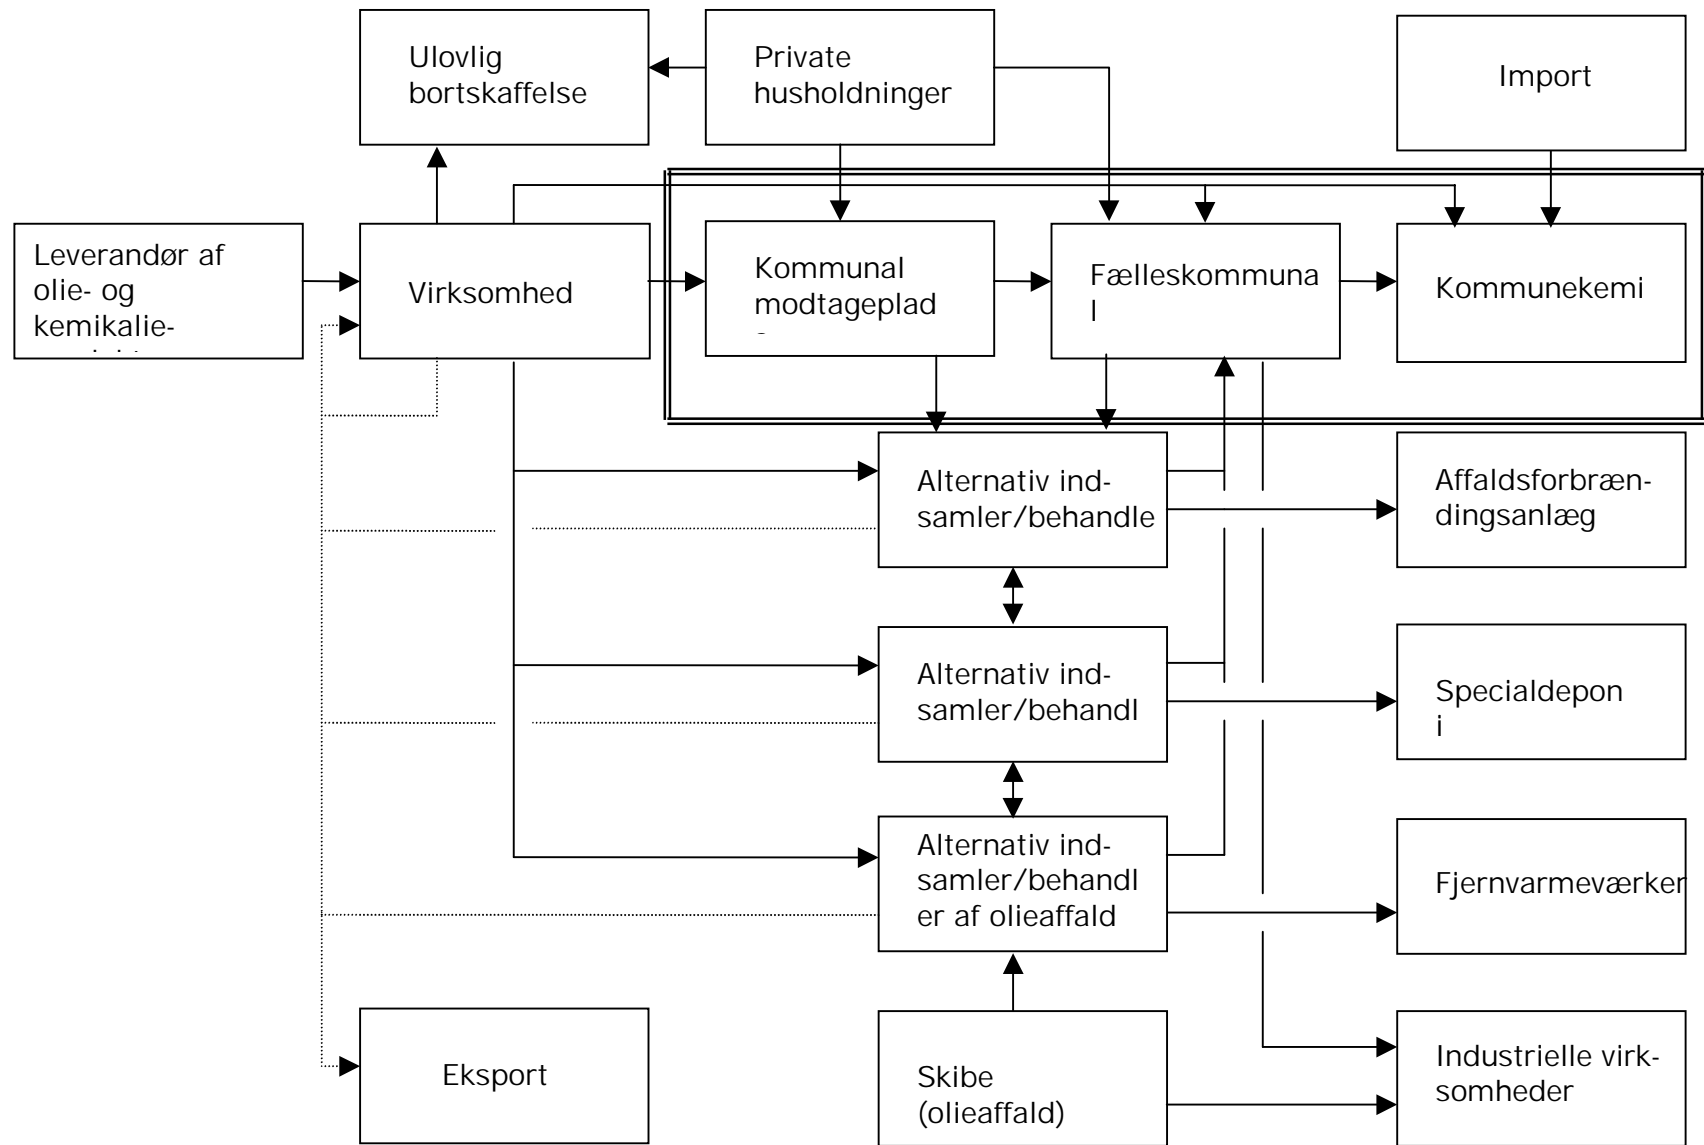 Ulovlig
bortskaffelse
Private
husholdninger
Import
Leverandør af
olie- og
kemikalie-
Virksomhed
Kommunal
modtageplad
Fælleskommuna
l
Kommunekemi
Alternativ ind-
samler/behandle
Affaldsforbræn-
dingsanlæg
Alternativ ind-
samler/behandl
Specialdepon
i
Alternativ ind-
samler/behandl
er af olieaffald
Fjernvarmeværker
Eksport
Skibe
(olieaffald)
Industrielle virk-
somheder